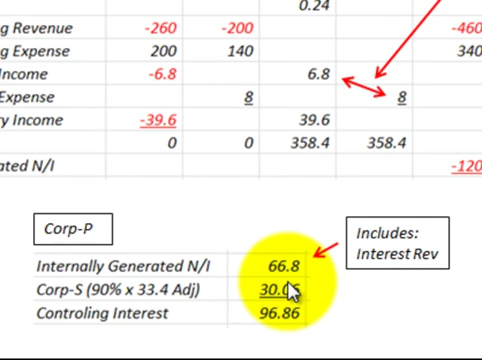 0.24
g Revenue -260 -200 -460
g Expense 200 140 340
Income -6.8 6.8
Expense 8 8
ry Income -39.6 39.6
0 0 358.4 358.4
ated N/I -120
Corp-P
Includes:
Interest Rev
Internally Generated N/I 66.8
Corp-S (90% x 33.4 Adj) 30.06
Controling Interest 96.86